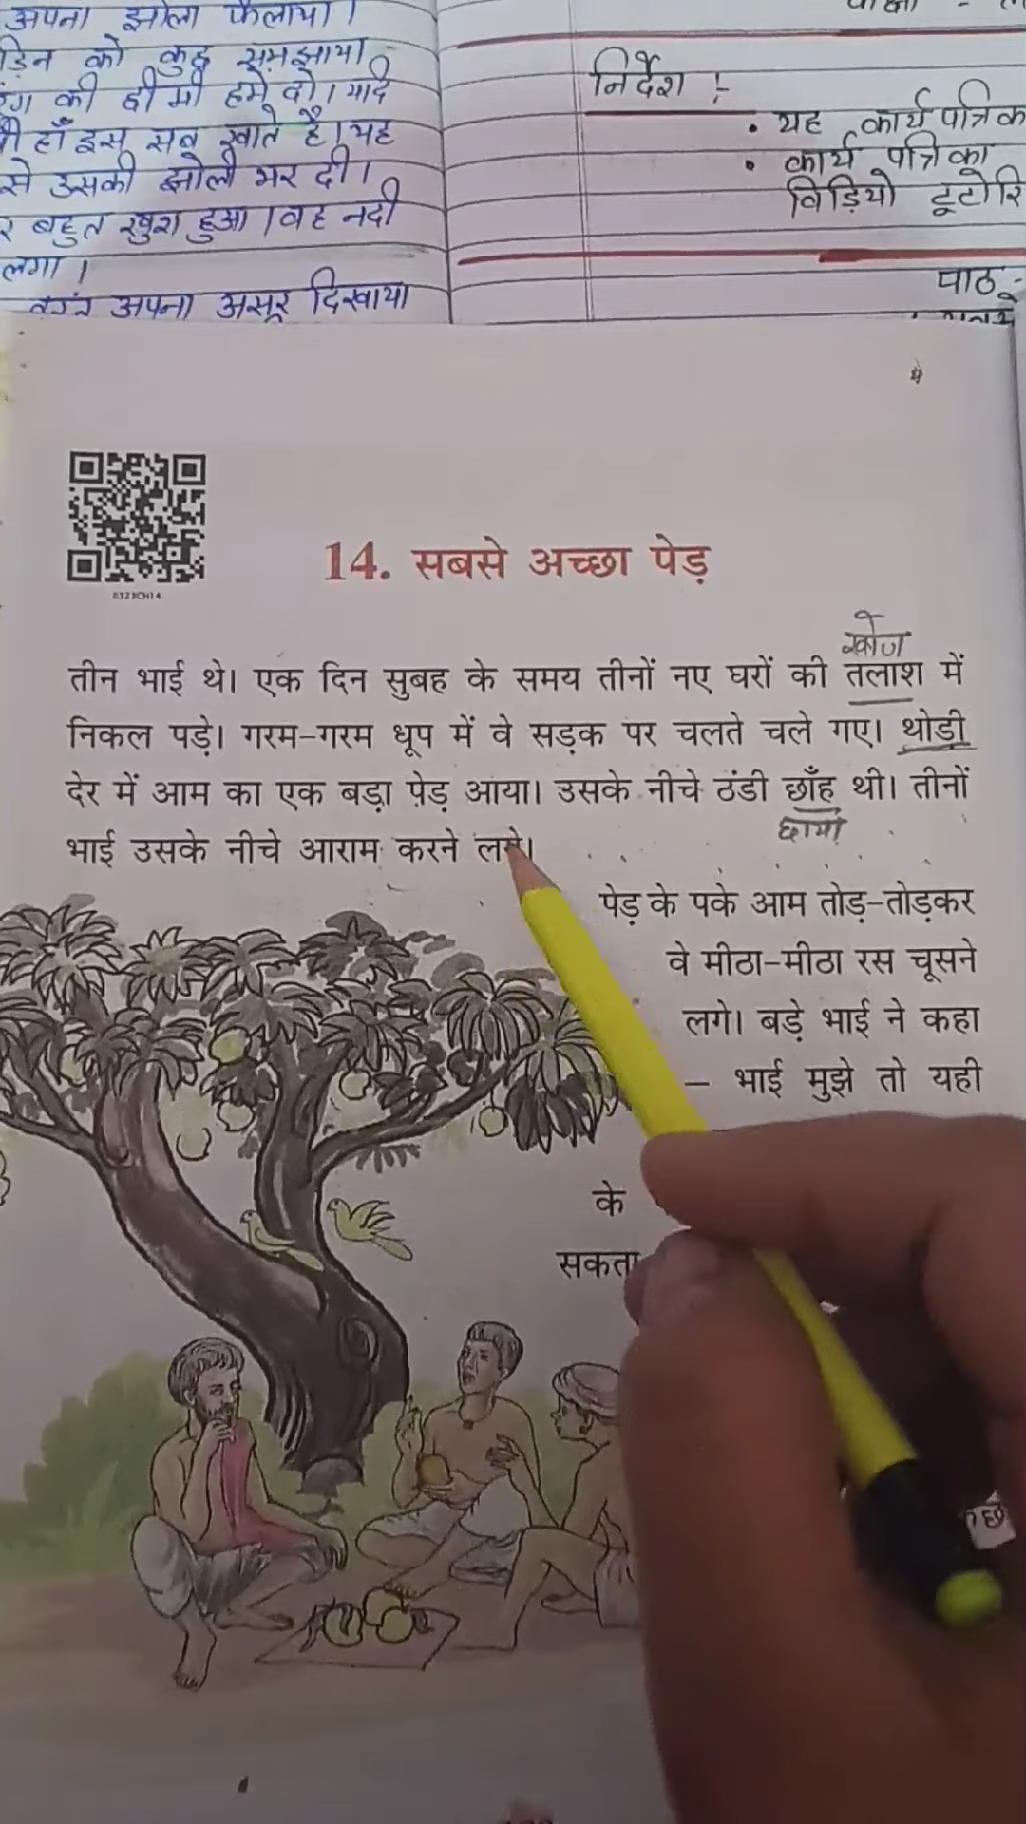 अपना झोला फैलाया।
ड़िन को कुछ समझाया
की ही भी हमे दो। यदि
हाँ इस सब खाते है। यह
से उसकी झोली भर दी।
बहुत खुश हुआ। वह नदी
लगा।
अपना असर दिखाया
निर्देश :-
• यह कार्य पत्रिक
• कार्य पत्रिका
विड़ियो टूटोरि
पाठ -
14. सबसे अच्छा पेड़
खोज
तीन भाई थे। एक दिन सुबह के समय तीनों नए घरों की तलाश में
निकल पड़े। गरम-गरम धूप में वे सड़क पर चलते चले गए। थोड़ी
देर में आम का एक बड़ा पेड़ आया। उसके नीचे ठंडी छाँह थी। तीनों
छाया
भाई उसके नीचे आराम करने लगे।
पेड़ के पके आम तोड़-तोड़कर
वे मीठा-मीठा रस चूसने
लगे। बड़े भाई ने कहा
– भाई मुझे तो यही
के
सकता